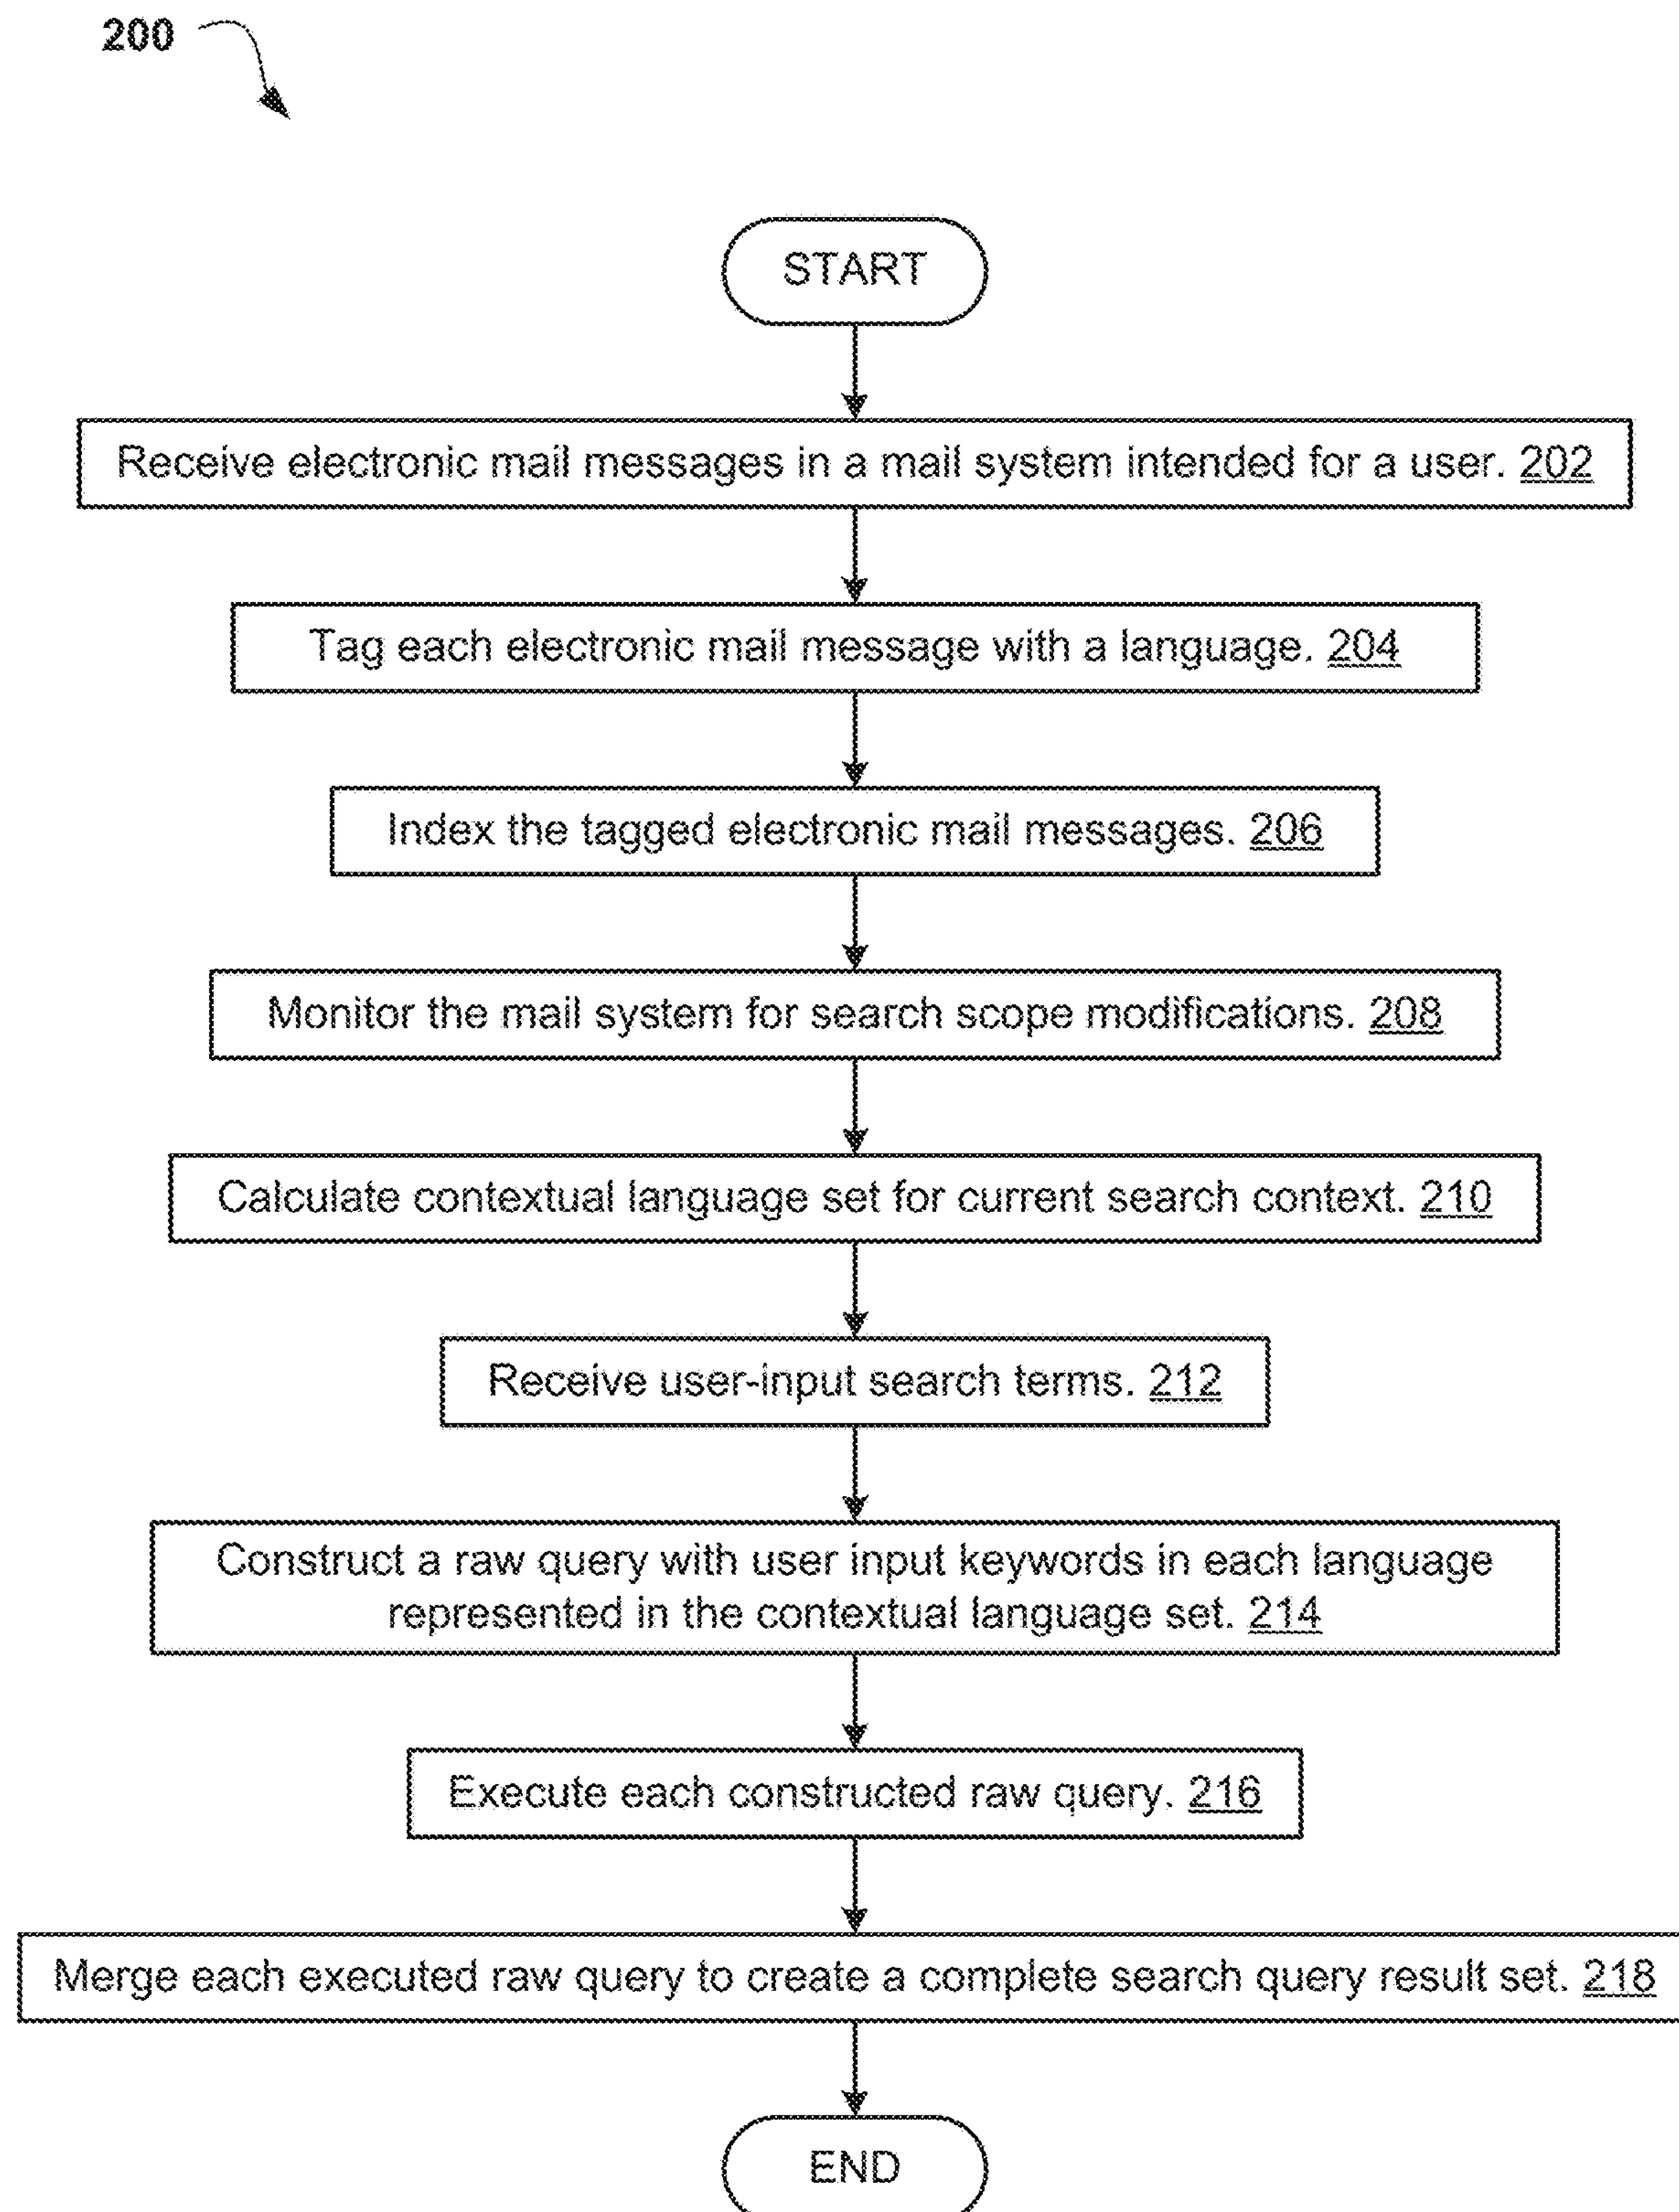 200
START
Receive electronic mail messages in a mail system intended for a user. 202
Tag each electronic mail message with a language. 204
Index the tagged electronic mail messages. 206
Monitor the mail system for search scope modifications. 208
Calculate contextual language set for current search context. 210
Receive user-input search terms. 212
Construct a raw query with user input keywords in each language
represented in the contextual language set. 214
Execute each constructed raw query. 216
Merge each executed raw query to create a complete search query result set. 218
END